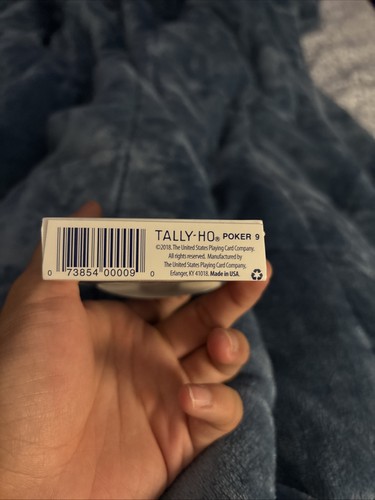 TALLY-HO® POKER 9
©2018, The United States Playing Card Company,
All rights reserved. Manufactured by
The United States Playing Card Company,
Erlanger, KY 41018. Made in USA.
0 73854 00009 0